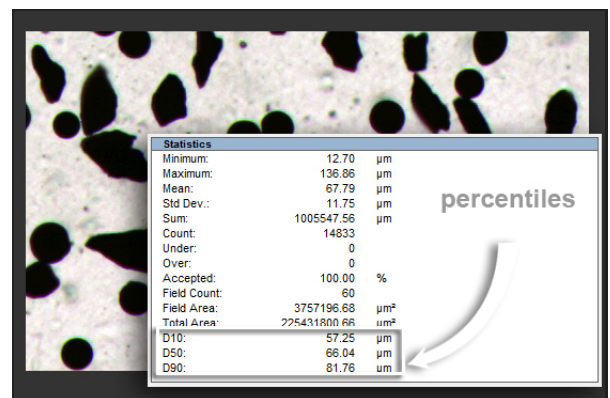 Statistics
Minimum: 12.70 µm
Maximum: 136.86 µm
Mean: 67.79 µm
Std Dev.: 11.75 µm
Sum: 1005547.56 µm
Count: 14833
Under: 0
Over: 0
Accepted: 100.00 %
Field Count: 60
Field Area: 3757196.68 µm²
Total Area: 225431800.66 µm²
D10: 57.25 µm
D50: 66.04 µm
D90: 81.76 µm
percentiles